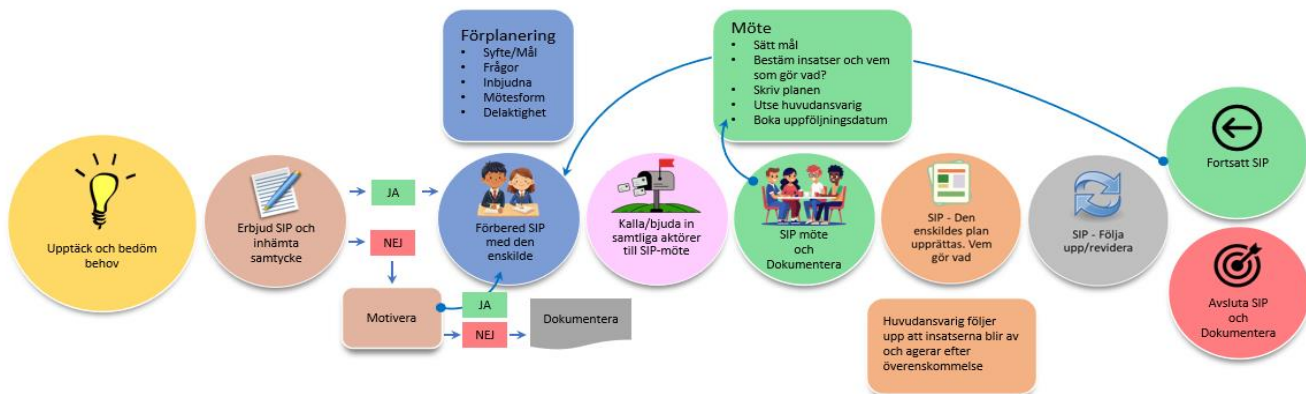 Förplanering
• Syfte/Mål
• Frågor
• Inbjudna
• Mötesform
• Delaktighet
Möte
• Sätt mål
• Bestäm insatser och vem
som gör vad?
• Skriv planen
• Utse huvudansvarig
• Boka uppföljningsdatum
Upptäck och bedöm
behov
Erbjud SIP och
inhämta
samtycke
JA
NEJ
Motivera
JA
NEJ
Dokumentera
Förbered SIP
med den
enskilde
Kalla/bjuda in
samtliga aktörer
till SIP-möte
SIP möte
och
Dokumentera
SIP - Den
enskildes plan
upprättas. Vem
gör vad
Huvudansvarig följer
upp att insatserna blir av
och agerar efter
överenskommelse
SIP - Följa
upp/revidera
Fortsatt SIP
Avsluta SIP
och
Dokumentera